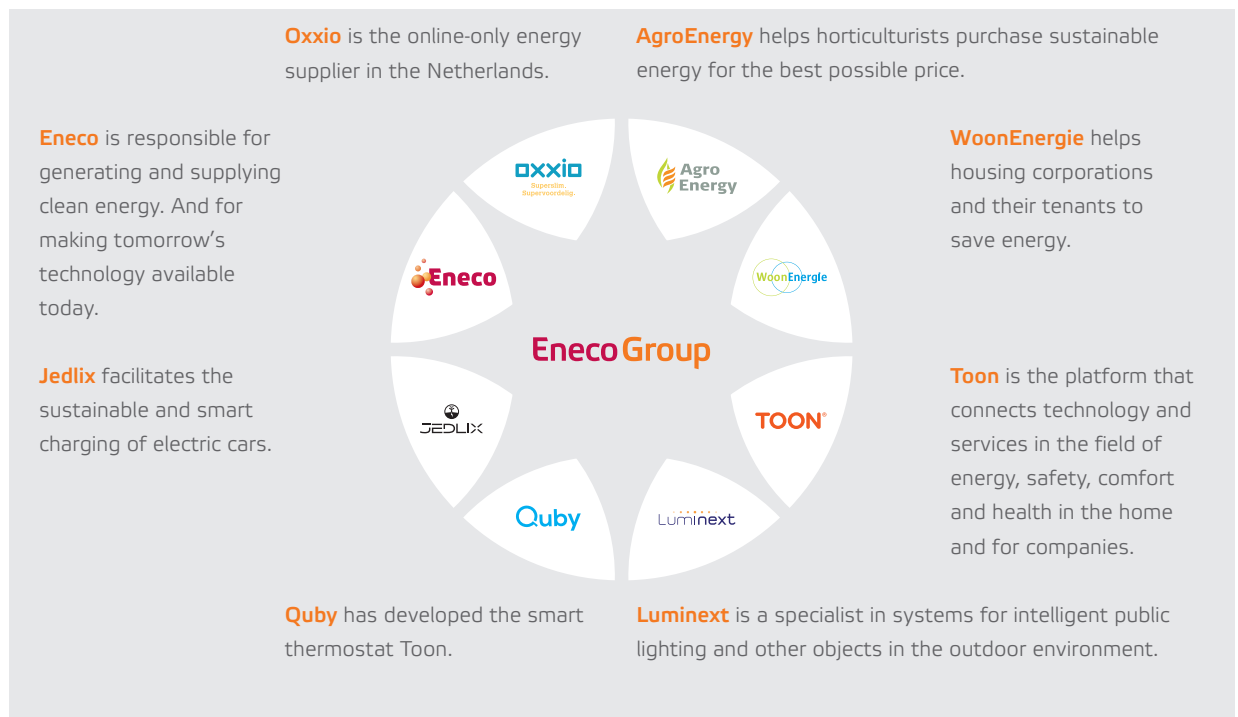 Oxxio is the online-only energy
supplier in the Netherlands.
AgroEnergy helps horticulturists purchase sustainable
energy for the best possible price.
Eneco is responsible for
generating and supplying
clean energy. And for
making tomorrow's
technology available
today.
WoonEnergie helps
housing corporations
and their tenants to
save energy.
oxxio
Superslim.
Supervoordelig.
Agro
Energy
Eneco
WoonEnergie
Eneco Group
JEDLIX
TOON®
Quby
Luminext
Jedlix facilitates the
sustainable and smart
charging of electric cars.
Toon is the platform that
connects technology and
services in the field of
energy, safety, comfort
and health in the home
and for companies.
Quby has developed the smart
thermostat Toon.
Luminext is a specialist in systems for intelligent public
lighting and other objects in the outdoor environment.